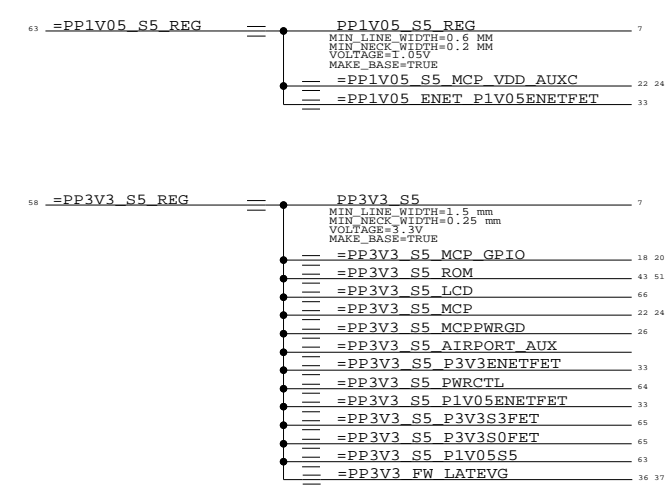 63 =PP1V05_S5_REG PP1V05_S5_REG 7
MIN_LINE_WIDTH=0.6 MM
MIN_NECK_WIDTH=0.2 MM
VOLTAGE=1.05V
MAKE_BASE=TRUE
=PP1V05_S5_MCP_VDD_AUXC 22 24
=PP1V05_ENET_P1V05ENETFET 33
58 =PP3V3_S5_REG PP3V3_S5 7
MIN_LINE_WIDTH=1.5 mm
MIN_NECK_WIDTH=0.25 mm
VOLTAGE=3.3V
MAKE_BASE=TRUE
=PP3V3_S5_MCP_GPIO 18 20
=PP3V3_S5_ROM 43 51
=PP3V3_S5_LCD 66
=PP3V3_S5_MCP 22 24
=PP3V3_S5_MCPPWRGD 26
=PP3V3_S5_AIRPORT_AUX
=PP3V3_S5_P3V3ENETFET 33
=PP3V3_S5_PWRCTL 64
=PP3V3_S5_P1V05ENETFET 33
=PP3V3_S5_P3V3S3FET 65
=PP3V3_S5_P3V3S0FET 65
=PP3V3_S5_P1V05S5 63
=PP3V3_FW_LATEVG 36 37